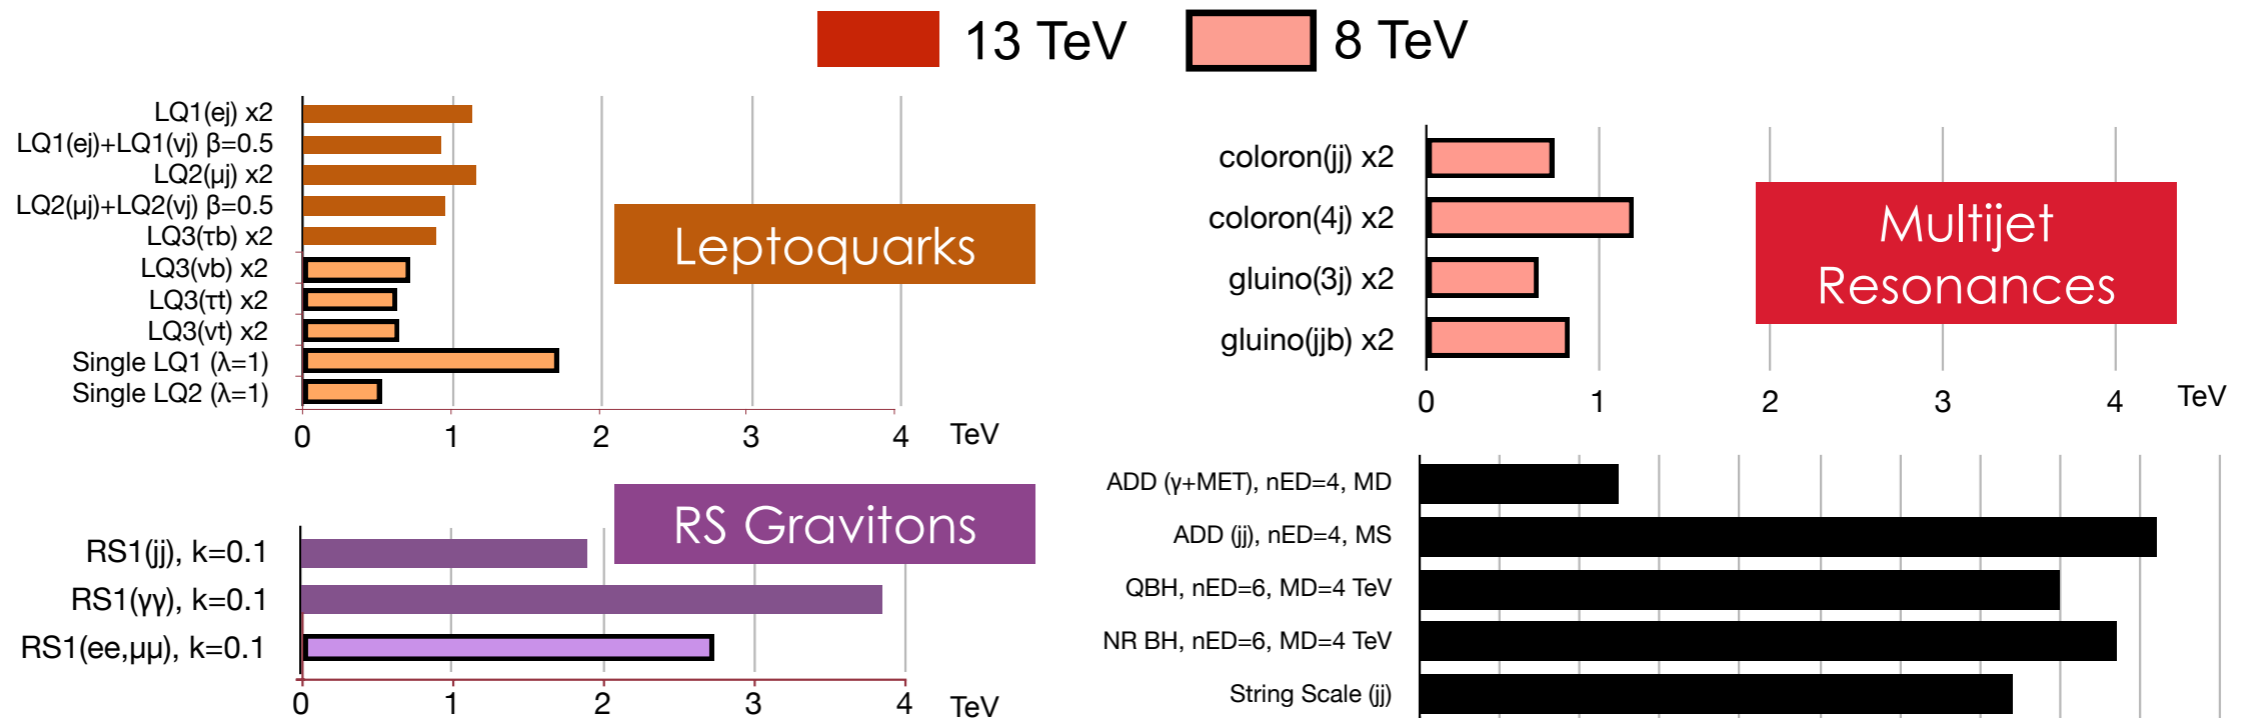 13 TeV
8 TeV
LQ1(ej) x2
LQ1(ej)+LQ1(νj) β=0.5
LQ2(μj) x2
LQ2(μj)+LQ2(νj) β=0.5
LQ3(τb) x2
LQ3(νb) x2
LQ3(τt) x2
LQ3(νt) x2
Single LQ1 (λ=1)
Single LQ2 (λ=1)
0 1 2 3 4 TeV
Leptoquarks
coloron(jj) x2
coloron(4j) x2
gluino(3j) x2
gluino(jjb) x2
0 1 2 3 4 TeV
Multijet
Resonances
RS1(jj), k=0.1
RS1(γγ), k=0.1
RS1(ee,μμ), k=0.1
0 1 2 3 4 TeV
RS Gravitons
ADD (γ+MET), nED=4, MD
ADD (jj), nED=4, MS
QBH, nED=6, MD=4 TeV
NR BH, nED=6, MD=4 TeV
String Scale (jj)